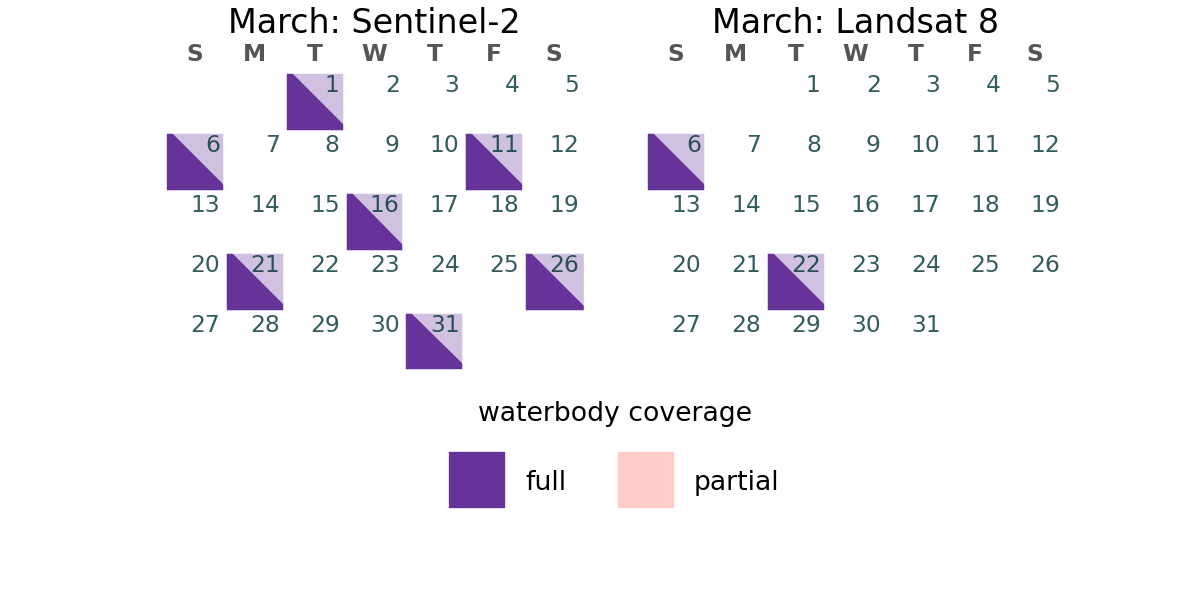 March: Sentinel-2
S M T W T F S
1 2 3 4 5
6 7 8 9 10 11 12
13 14 15 16 17 18 19
20 21 22 23 24 25 26
27 28 29 30 31
March: Landsat 8
S M T W T F S
1 2 3 4 5
6 7 8 9 10 11 12
13 14 15 16 17 18 19
20 21 22 23 24 25 26
27 28 29 30 31
waterbody coverage
full partial